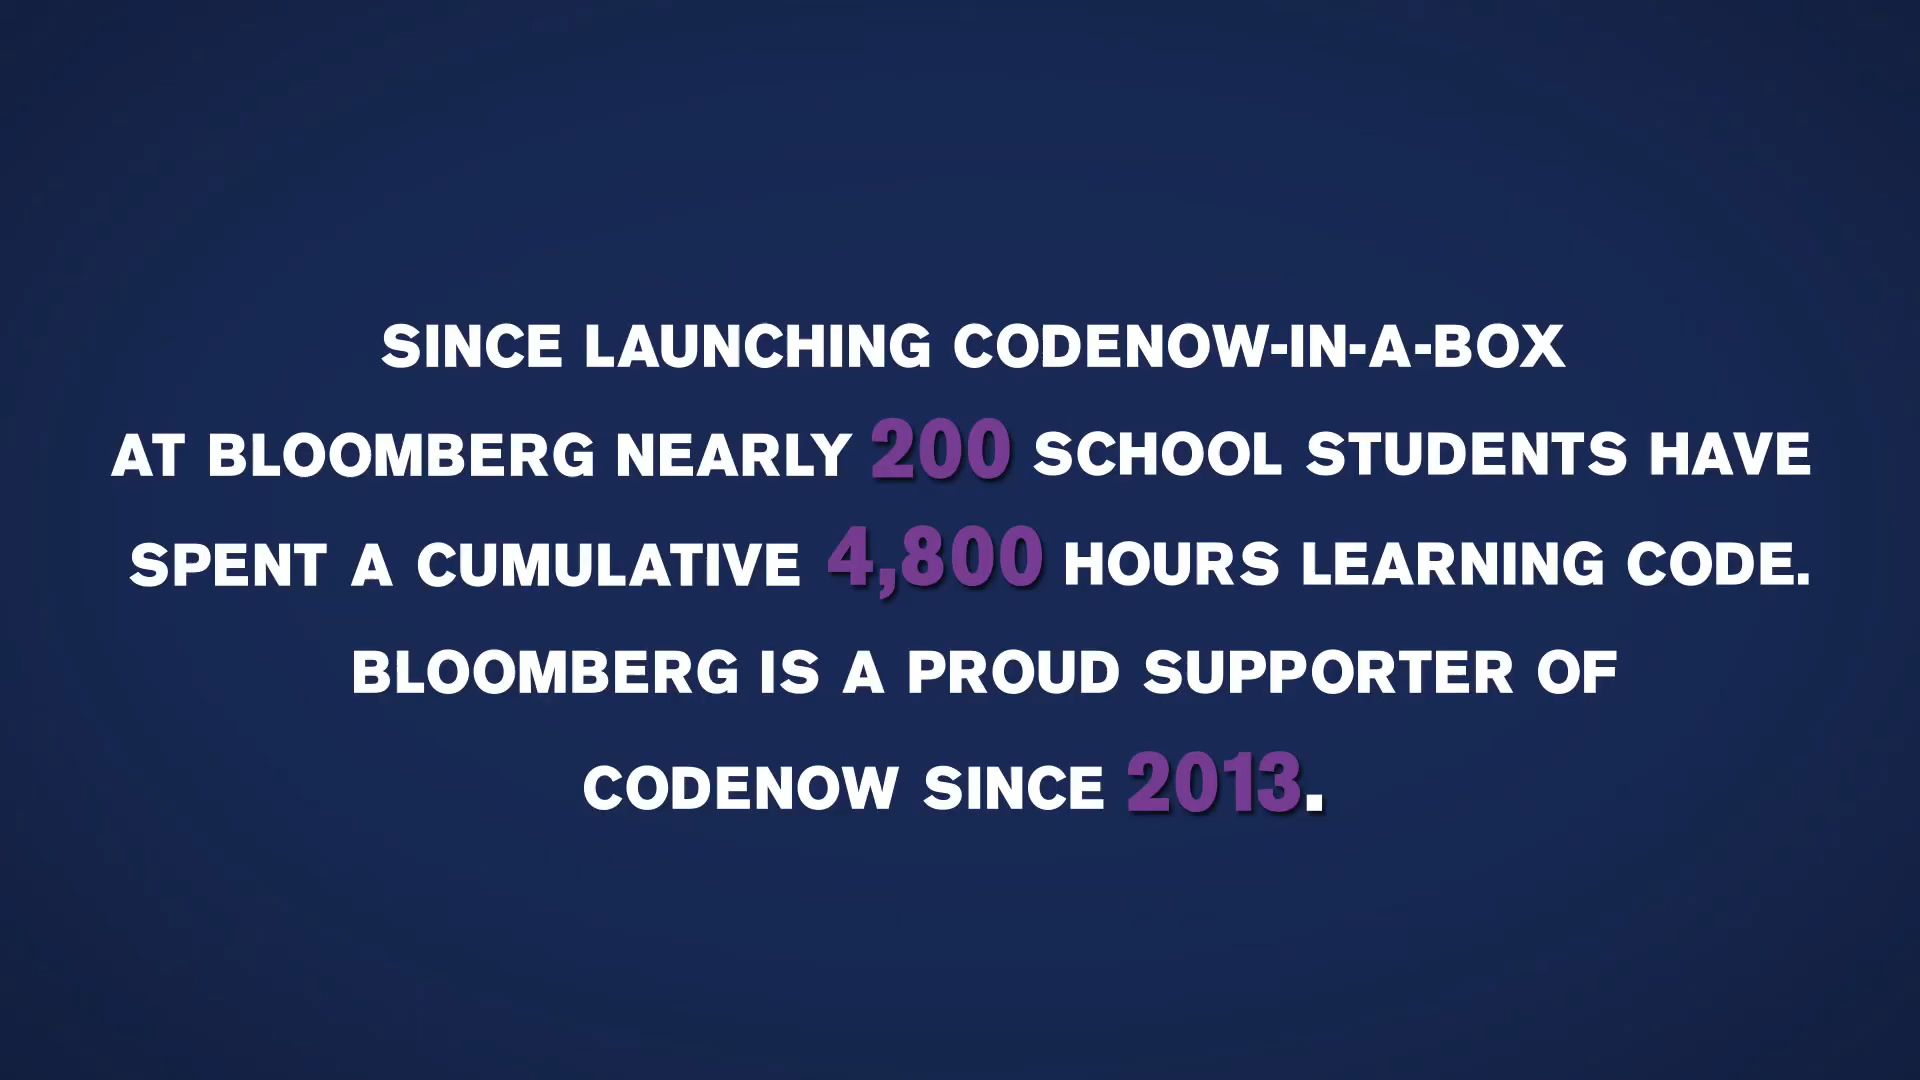 SINCE LAUNCHING CODENOW-IN-A-BOX
AT BLOOMBERG NEARLY 200 SCHOOL STUDENTS HAVE
SPENT A CUMULATIVE 4,800 HOURS LEARNING CODE.
BLOOMBERG IS A PROUD SUPPORTER OF
CODENOW SINCE 2013.